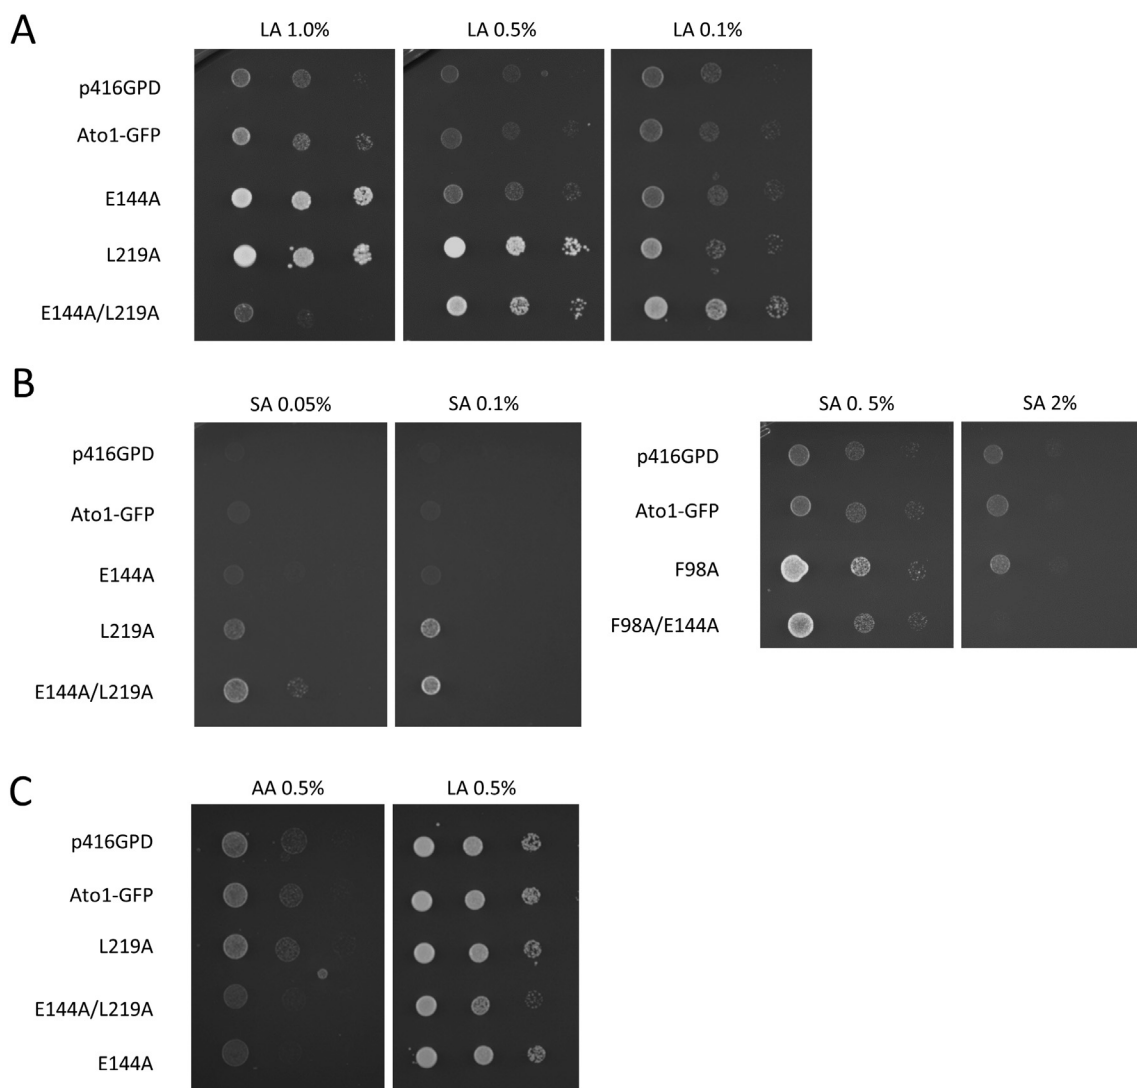 A
LA 1.0%
LA 0.5%
LA 0.1%
p416GPD
Ato1-GFP
E144A
L219A
E144A/L219A
B
SA 0.05%
SA 0.1%
p416GPD
Ato1-GFP
E144A
L219A
E144A/L219A
SA 0. 5%
SA 2%
p416GPD
Ato1-GFP
F98A
F98A/E144A
C
AA 0.5%
LA 0.5%
p416GPD
Ato1-GFP
L219A
E144A/L219A
E144A